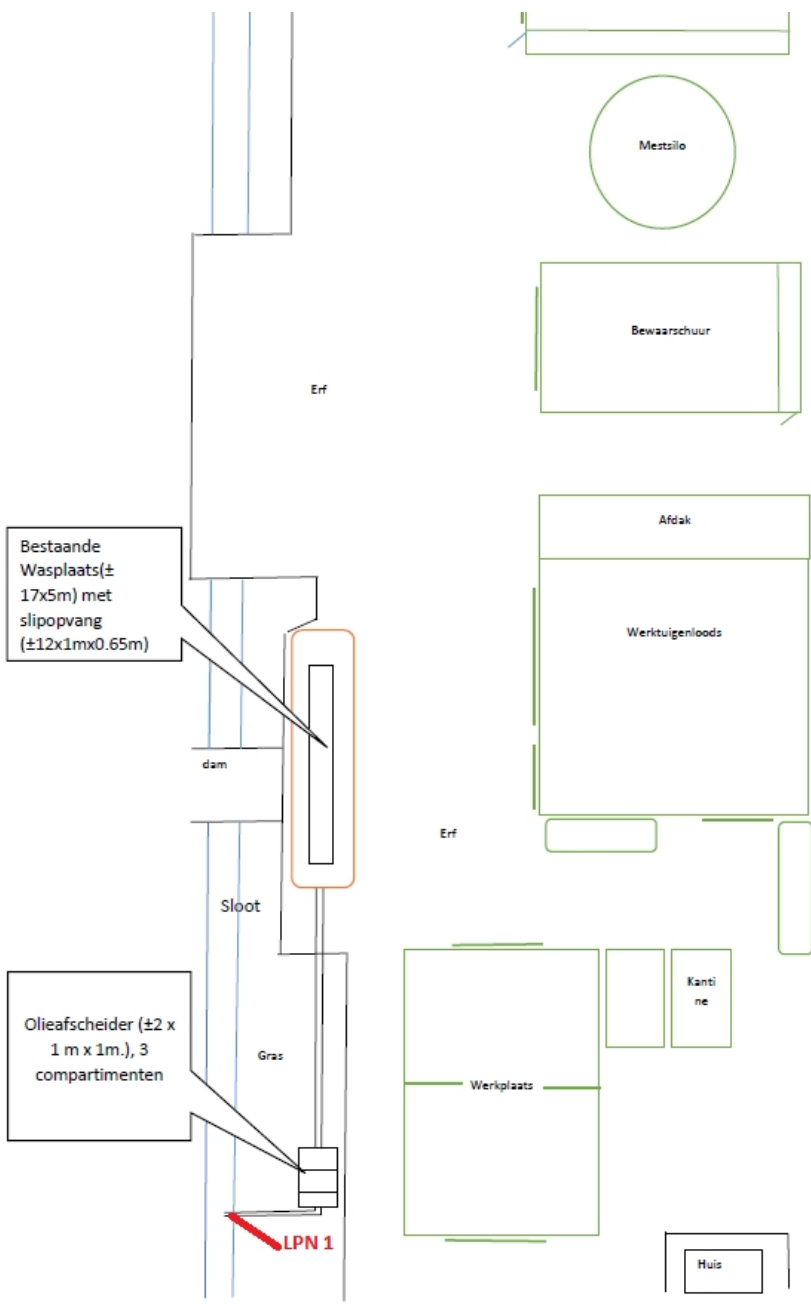 Mestsilo
Bewaarschuur
Erf
Afdak
Bestaande
Wasplaats(±
17x5m) met
slipopvang
(±12x1mx0.65m)
Werktuigenloods
dam
Erf
Sloot
Kanti
ne
Olieafscheider (±2 x
1 m x 1m.), 3
compartimenten
Gras
Werkplaats
LPN 1
Huis